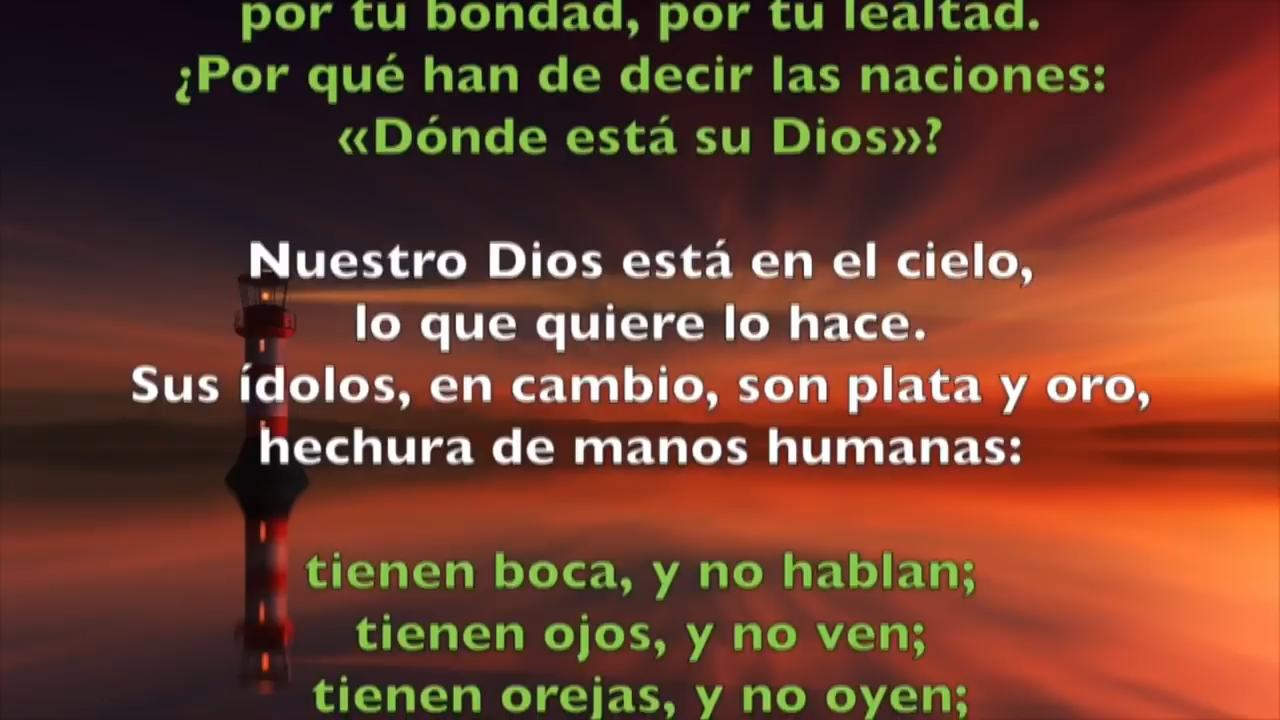 por tu bondad, por tu lealtad.
¿Por qué han de decir las naciones:
«Dónde está su Dios»?
Nuestro Dios está en el cielo,
lo que quiere lo hace.
Sus ídolos, en cambio, son plata y oro,
hechura de manos humanas:
tienen boca, y no hablan;
tienen ojos, y no ven;
tienen orejas, y no oyen;